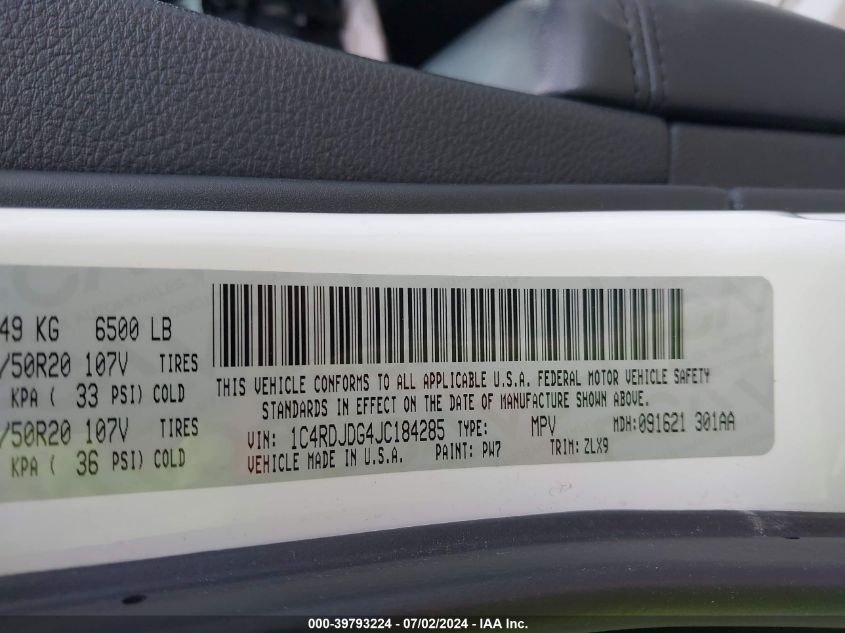 49 KG 6500 LB
/50R20 107V TIRES
KPA ( 33 PSI) COLD
/50R20 107V TIRES
KPA ( 36 PSI) COLD
THIS VEHICLE CONFORMS TO ALL APPLICABLE U.S.A. FEDERAL MOTOR VEHICLE SAFETY
STANDARDS IN EFFECT ON THE DATE OF MANUFACTURE SHOWN ABOVE.
VIN: 1C4RDJDG4JC184285 TYPE: MPV MDH:091621 301AA
VEHICLE MADE IN U.S.A. PAINT: PW7 TRIM: ZLX9
000-39793224 - 07/02/2024 - IAA Inc.